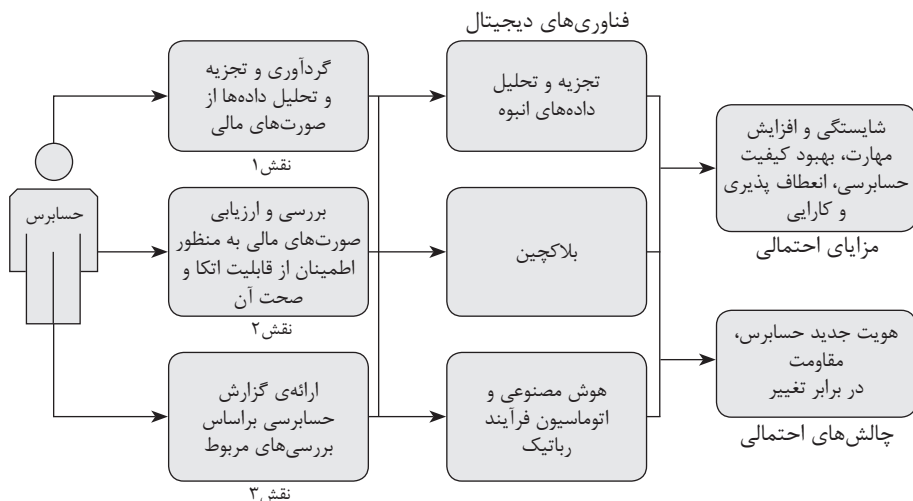 فناوری‌های دیجیتال
حسابرس
گردآوری و تجزیه
و تحلیل داده‌ها از
صورت‌های مالی
نقش۱
بررسی و ارزیابی
صورت‌های مالی به منظور
اطمینان از قابلیت اتکا و
صحت آن
نقش۲
ارائه‌ی گزارش
حسابرسی براساس
بررسی‌های مربوط
نقش۳
تجزیه و تحلیل
داده‌های انبوه
بلاکچین
هوش مصنوعی و
اتوماسیون فرآیند
رباتیک
شایستگی و افزایش
مهارت، بهبود کیفیت
حسابرسی، انعطاف پذیری
و کارایی
مزایای احتمالی
هویت جدید حسابرس،
مقاومت
در برابر تغییر
چالش‌های احتمالی